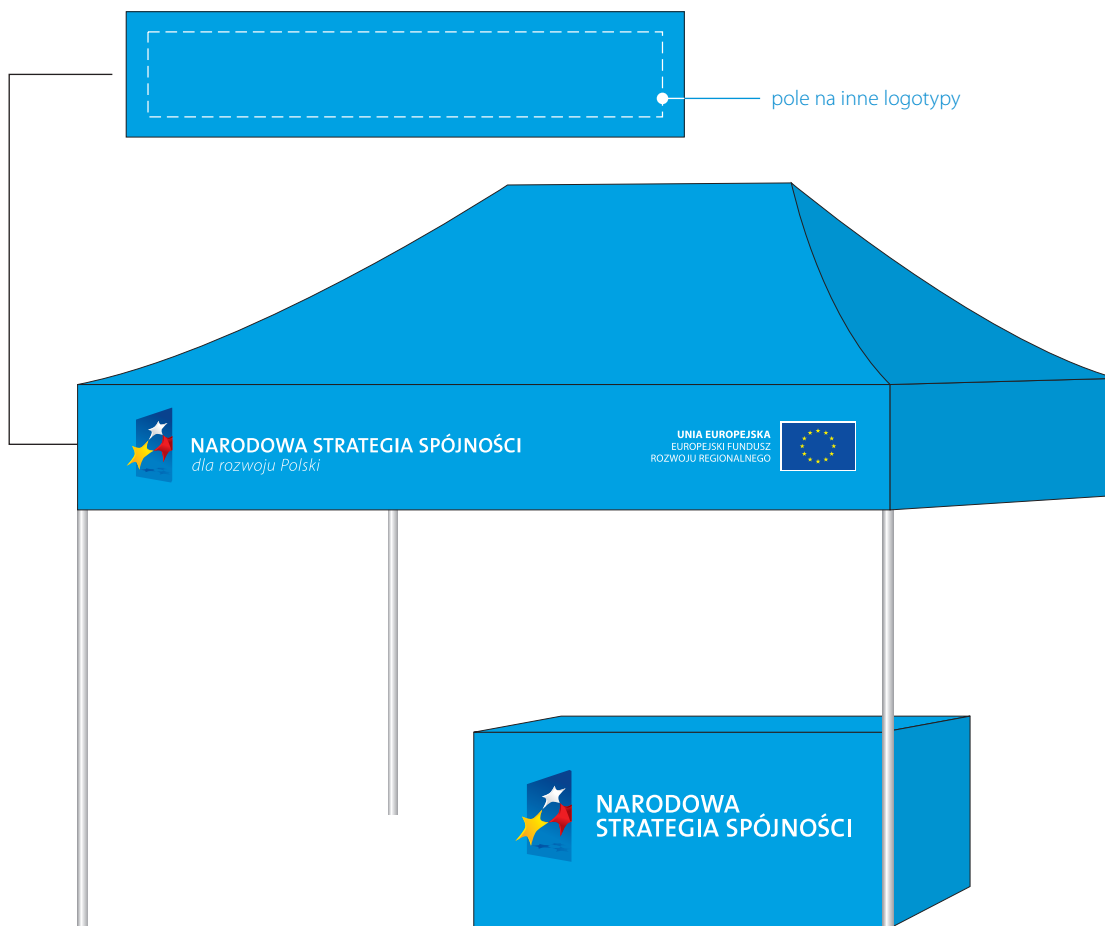 pole na inne logotypy
NARODOWA STRATEGIA SPÓJNOŚCI
dla rozwoju Polski
UNIA EUROPEJSKA
EUROPEJSKI FUNDUSZ
ROZWOJU REGIONALNEGO
NARODOWA
STRATEGIA SPÓJNOŚCI